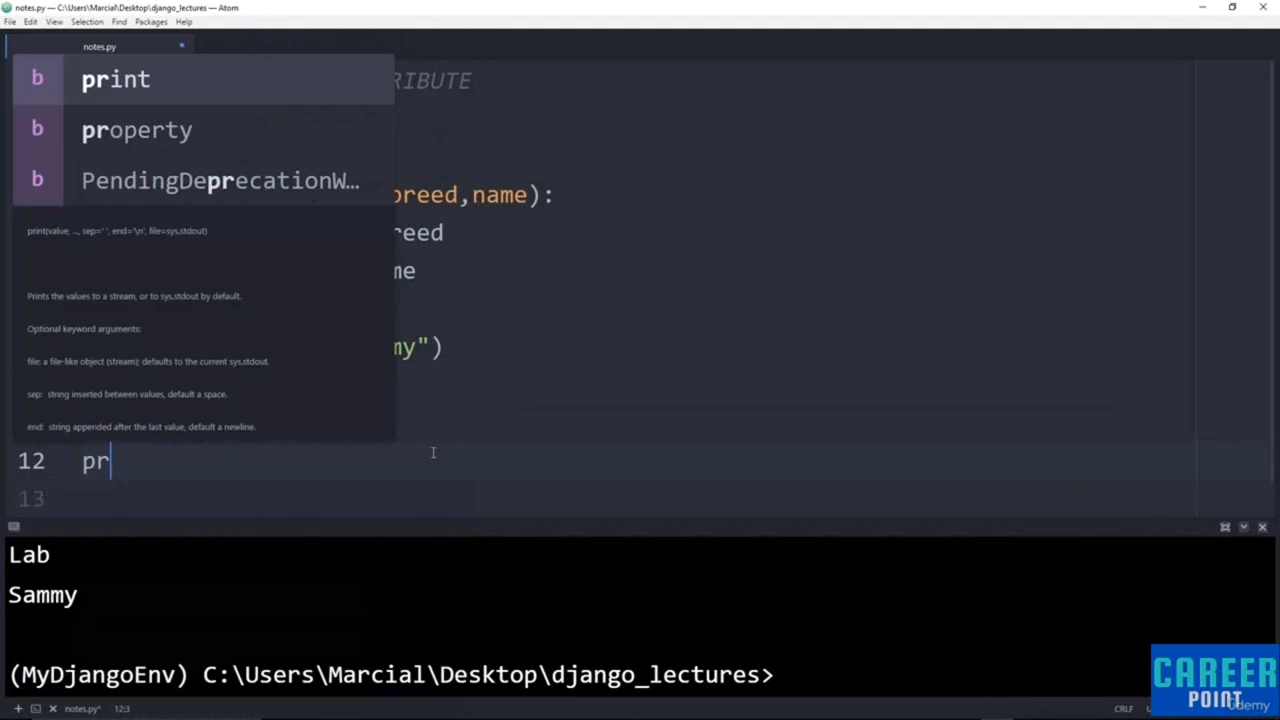 notes.py — C:\Users\Marcial\Desktop\django_lectures — Atom
File Edit View Selection Find Packages Help
notes.py
print
RIBUTE
property
PendingDeprecationW...
breed,name):
print(value, ..., sep=' ', end='\n', file=sys.stdout)
reed
me
Prints the values to a stream, or to sys.stdout by default.
Optional keyword arguments:
my")
file: a file-like object (stream); defaults to the current sys.stdout.
sep: string inserted between values, default a space.
end: string appended after the last value, default a newline.
12 pr
13
Lab
Sammy
(MyDjangoEnv) C:\Users\Marcial\Desktop\django_lectures>
CAREER
POINT
Udemy
notes.py* 12:3
CRLF